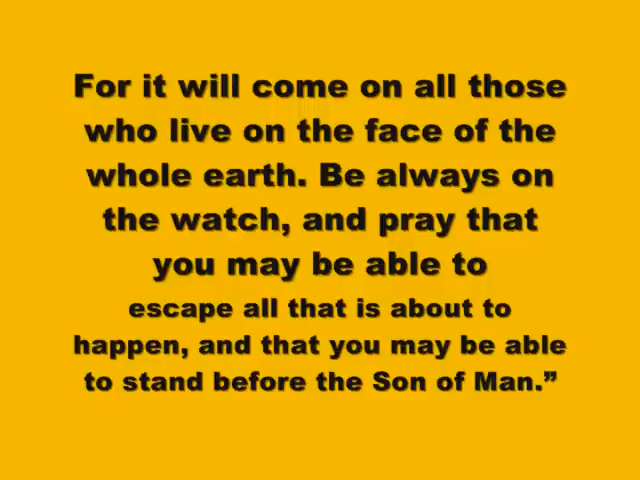 For it will come on all those
who live on the face of the
whole earth. Be always on
the watch, and pray that
you may be able to
escape all that is about to
happen, and that you may be able
to stand before the Son of Man.”